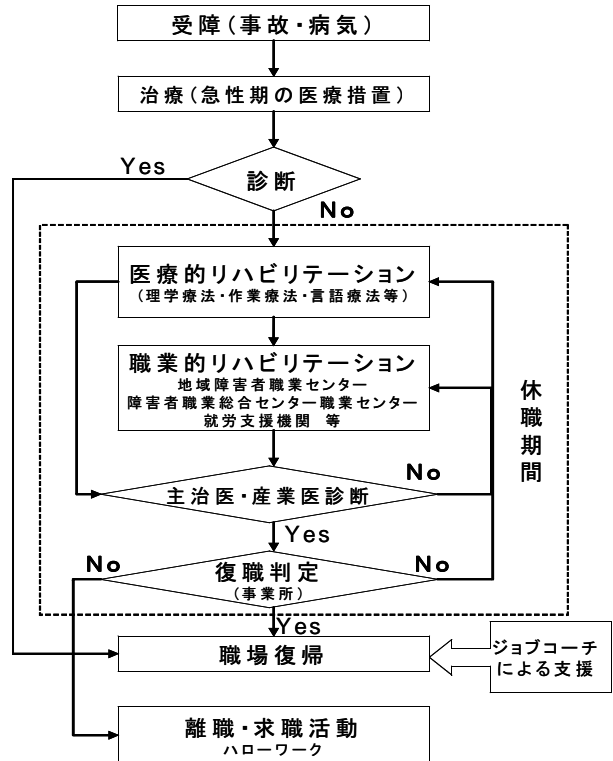 受障(事故・病気)
治療(急性期の医療措置)
Yes
診断
No
医療的リハビリテーション
(理学療法・作業療法・言語療法等)
職業的リハビリテーション
地域障害者職業センター
障害者職業総合センター職業センター
就労支援機関 等
休職期間
No
主治医・産業医診断
Yes
No
No
復職判定
(事業所)
Yes
職場復帰
ジョブコーチ
による支援
離職・求職活動
ハローワーク